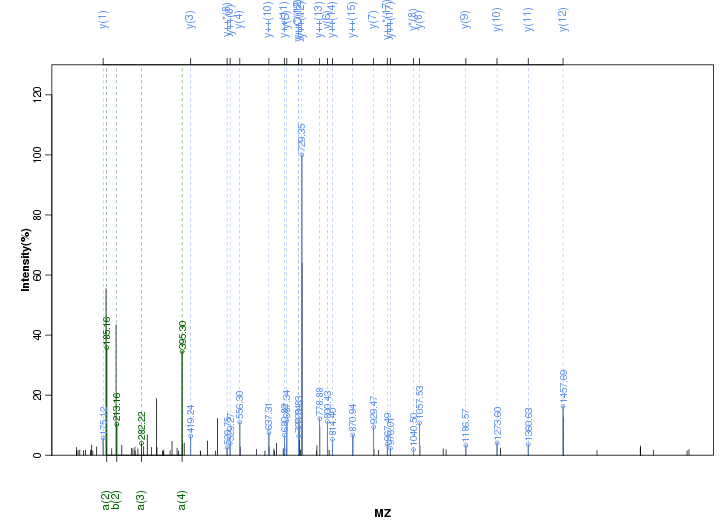 y(1)
y(3)
y(4)
y++(10)
y++(13)
y++(15)
y(7)
y*(8)
y(8)
y(9)
y(10)
y(11)
y(12)
Intensity(%)
0
20
40
60
80
100
120
175.12
185.16
213.16
282.22
395.30
419.24
556.30
637.31
729.35
778.88
814.40
870.94
929.47
1040.50
1057.53
1186.57
1273.60
1360.63
1457.69
a(2)
b(2)
a(3)
a(4)
MZ